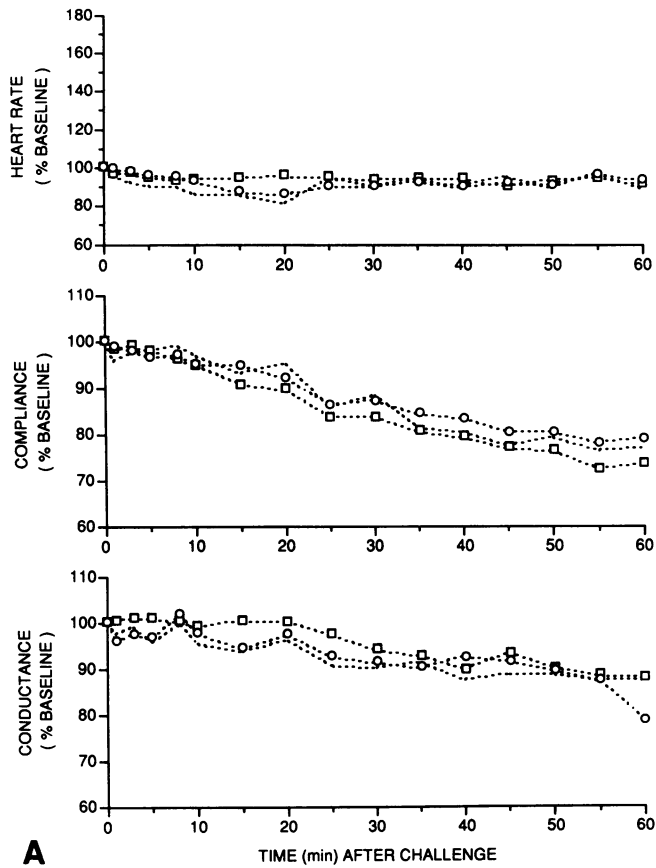 HEART RATE
( % BASELINE )
180
160
140
120
100
80
60
0 10 20 30 40 50 60
COMPLIANCE
( % BASELINE )
110
100
90
80
70
60
0 10 20 30 40 50 60
CONDUCTANCE
( % BASELINE )
110
100
90
80
70
60
0 10 20 30 40 50 60
A TIME (min) AFTER CHALLENGE